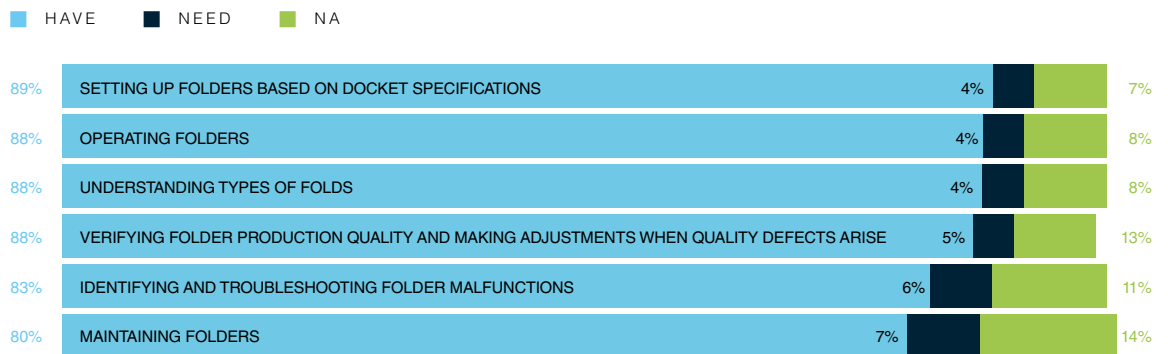 HAVE NEED NA
89% SETTING UP FOLDERS BASED ON DOCKET SPECIFICATIONS 4% 7%
88% OPERATING FOLDERS 4% 8%
88% UNDERSTANDING TYPES OF FOLDS 4% 8%
88% VERIFYING FOLDER PRODUCTION QUALITY AND MAKING ADJUSTMENTS WHEN QUALITY DEFECTS ARISE 5% 13%
83% IDENTIFYING AND TROUBLESHOOTING FOLDER MALFUNCTIONS 6% 11%
80% MAINTAINING FOLDERS 7% 14%